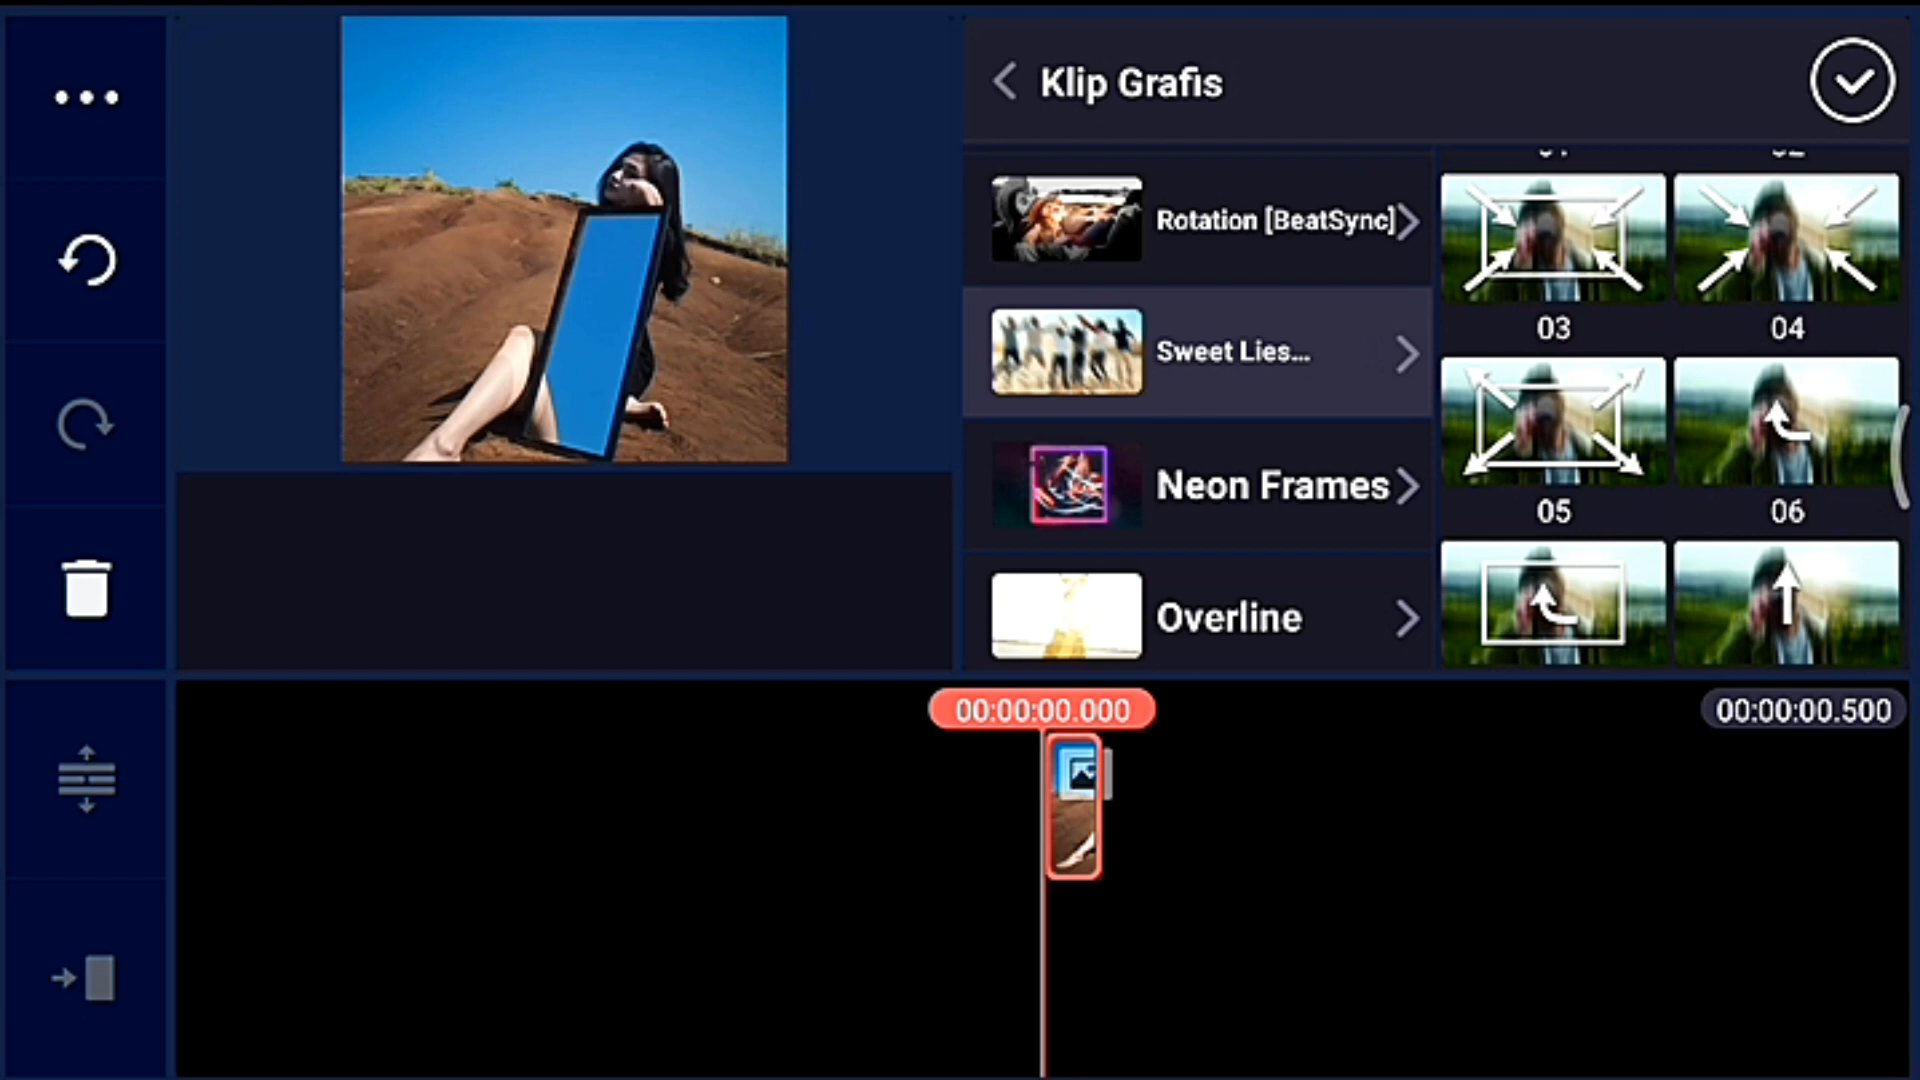 Klip Grafis
Rotation [BeatSync]
Sweet Lies...
Neon Frames
Overline
03
04
05
06
00:00:00.000
00:00:00.500